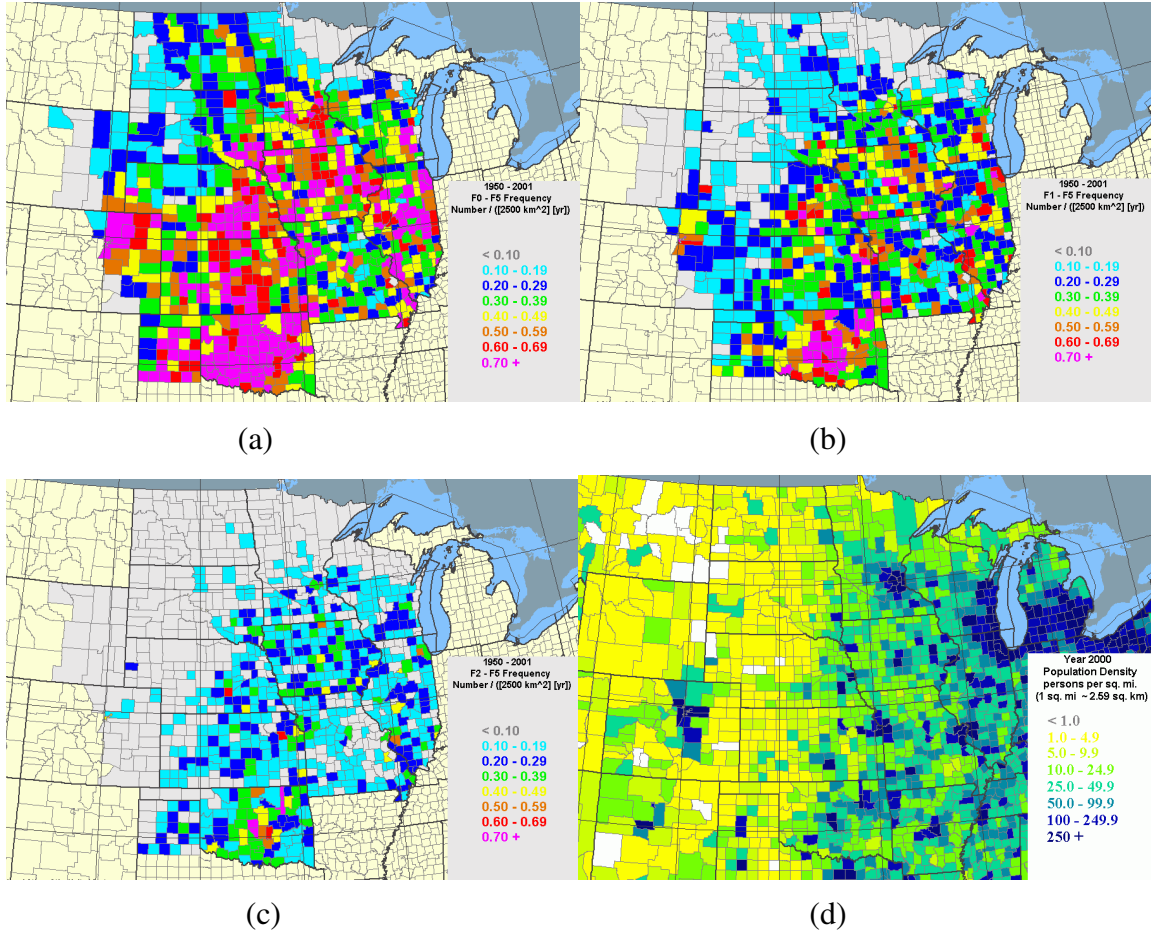 1950 - 2001
F0 - F5 Frequency
Number / ([2500 km^2] [yr])
< 0.10
0.10 - 0.19
0.20 - 0.29
0.30 - 0.39
0.40 - 0.49
0.50 - 0.59
0.60 - 0.69
0.70 +
(a)
1950 - 2001
F1 - F5 Frequency
Number / ([2500 km^2] [yr])
< 0.10
0.10 - 0.19
0.20 - 0.29
0.30 - 0.39
0.40 - 0.49
0.50 - 0.59
0.60 - 0.69
0.70 +
(b)
1950 - 2001
F2 - F5 Frequency
Number / ([2500 km^2] [yr])
< 0.10
0.10 - 0.19
0.20 - 0.29
0.30 - 0.39
0.40 - 0.49
0.50 - 0.59
0.60 - 0.69
0.70 +
(c)
Year 2000
Population Density
persons per sq. mi.
(1 sq. mi ~ 2.59 sq. km)
< 1.0
1.0 - 4.9
5.0 - 9.9
10.0 - 24.9
25.0 - 49.9
50.0 - 99.9
100 - 249.9
250 +
(d)